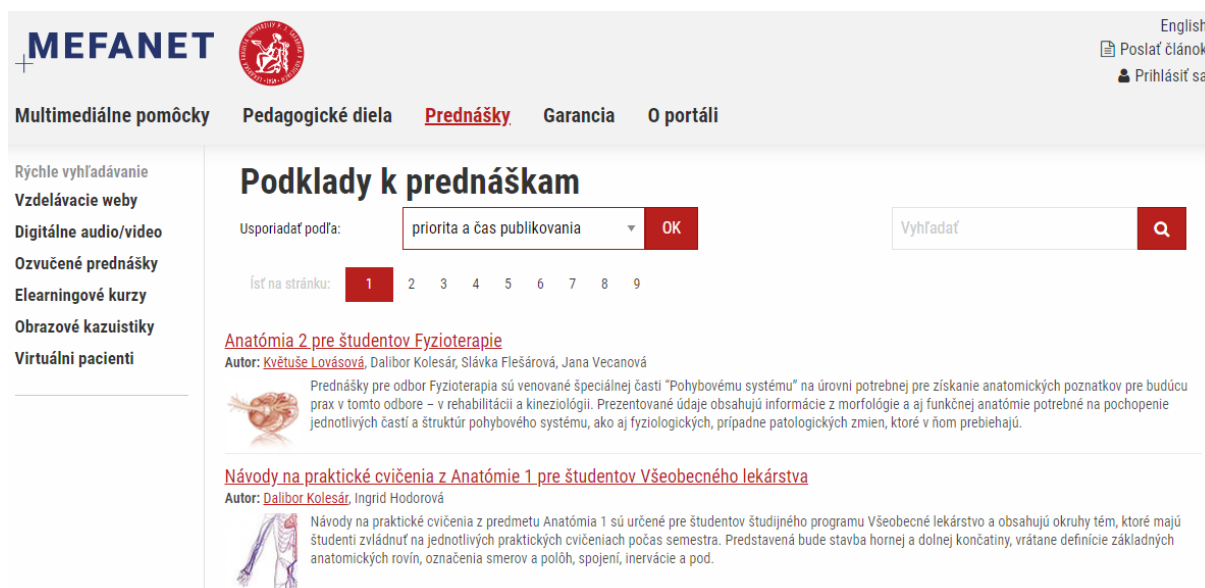 MEFANET
English
Poslať článok
Prihlásiť sa
Multimediálne pomôcky Pedagogické diela Prednášky Garancia O portáli
Rýchle vyhľadávanie
Vzdelávacie weby
Digitálne audio/video
Ozvučené prednášky
Elearningové kurzy
Obrazové kazuistiky
Virtuálni pacienti
Podklady k prednáškam
Usporiadať podľa: priorita a čas publikovania OK Vyhľadať
Ísť na stránku: 1 2 3 4 5 6 7 8 9
Anatómia 2 pre študentov Fyzioterapie
Autor: Květuše Lovásová, Dalibor Kolesár, Slávka Flešárová, Jana Vecanová
Prednášky pre odbor Fyzioterapia sú venované špeciálnej časti "Pohybovému systému" na úrovni potrebnej pre získanie anatomických poznatkov pre budúcu
prax v tomto odbore – v rehabilitácii a kineziológii. Prezentované údaje obsahujú informácie z morfológie a aj funkčnej anatómie potrebné na pochopenie
jednotlivých častí a štruktúr pohybového systému, ako aj fyziologických, prípadne patologických zmien, ktoré v ňom prebiehajú.
Návody na praktické cvičenia z Anatómie 1 pre študentov Všeobecného lekárstva
Autor: Dalibor Kolesár, Ingrid Hodorová
Návody na praktické cvičenia z predmetu Anatómia 1 sú určené pre študentov študijného programu Všeobecné lekárstvo a obsahujú okruhy tém, ktoré majú
študenti zvládnuť na jednotlivých praktických cvičeniach počas semestra. Predstavená bude stavba hornej a dolnej končatiny, vrátane definície základných
anatomických rovín, označenia smerov a polôh, spojení, inervácie a pod.